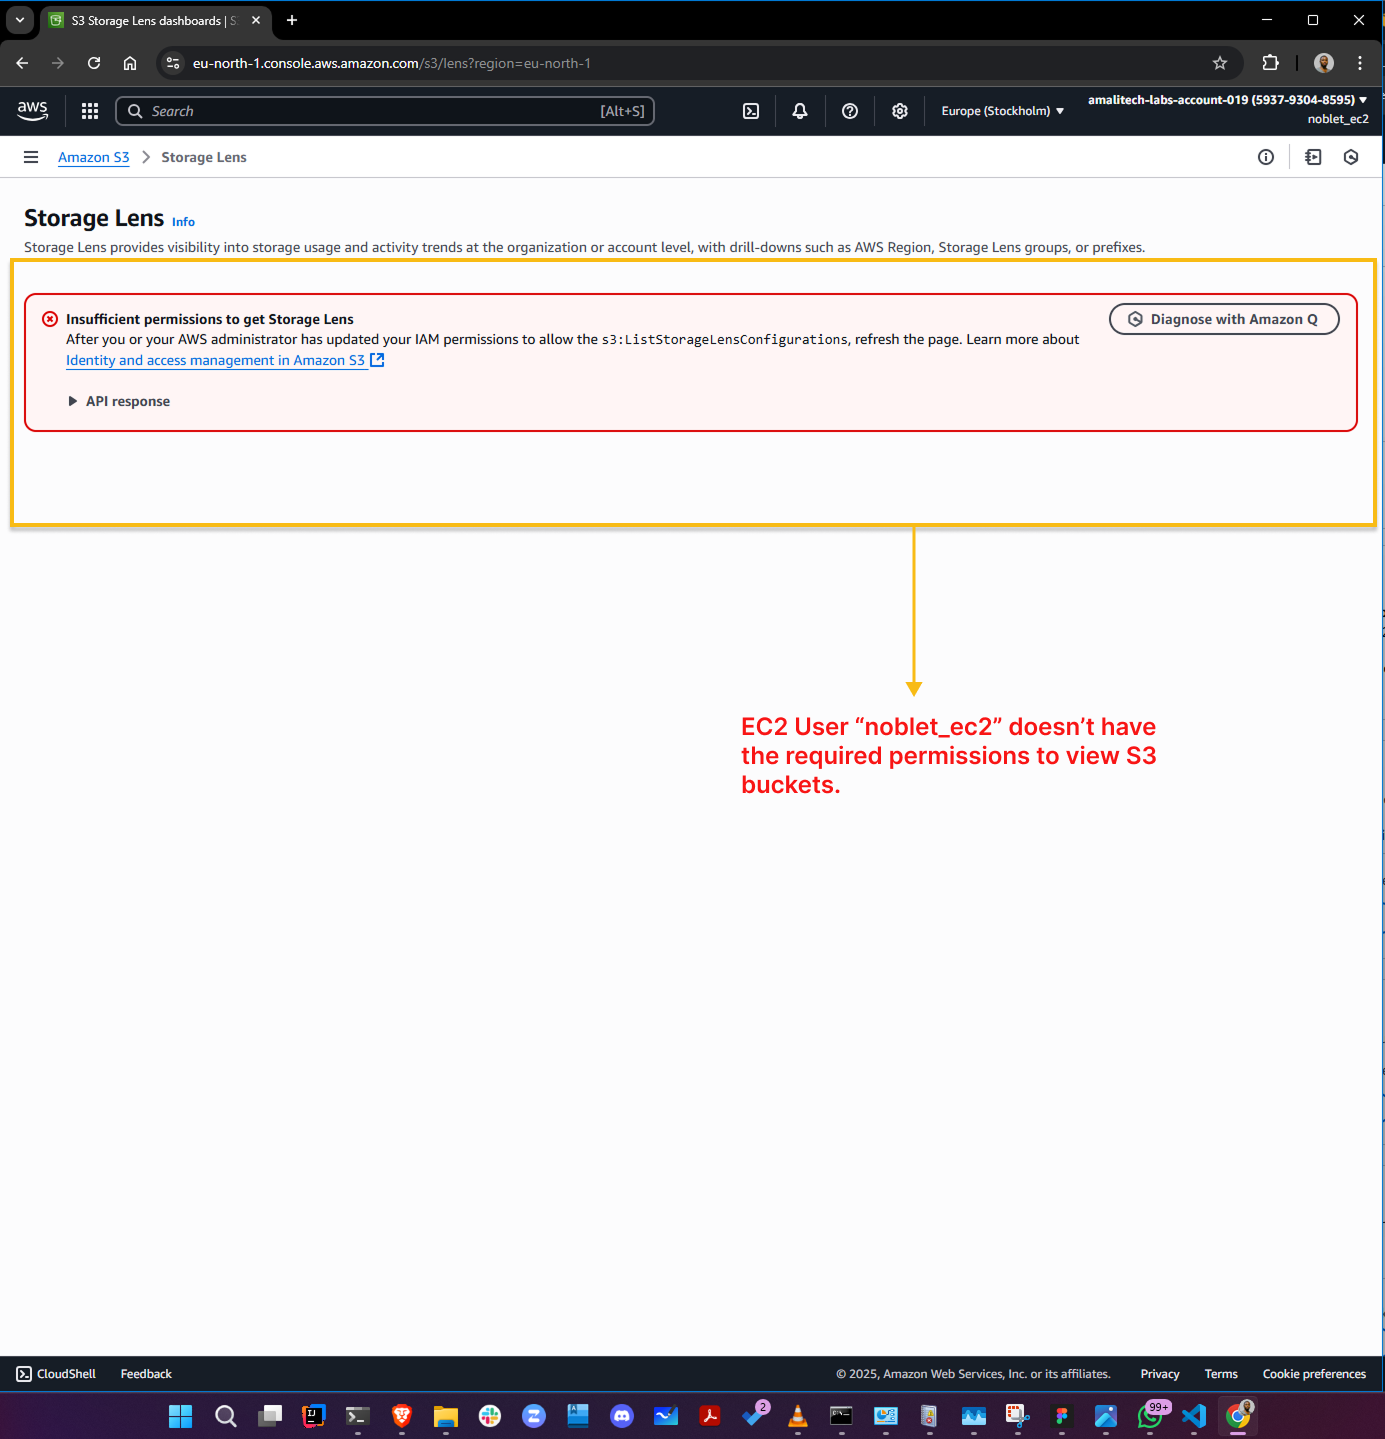 S3 Storage Lens dashboards | S
eu-north-1.console.aws.amazon.com/s3/lens?region=eu-north-1
aws
Search
[Alt+S]
Europe (Stockholm)
amalitech-labs-account-019 (5937-9304-8595)
noblet_ec2
Amazon S3
Storage Lens
Storage Lens Info
Storage Lens provides visibility into storage usage and activity trends at the organization or account level, with drill-downs such as AWS Region, Storage Lens groups, or prefixes.
Insufficient permissions to get Storage Lens
Diagnose with Amazon Q
After you or your AWS administrator has updated your IAM permissions to allow the s3:ListStorageLensConfigurations, refresh the page. Learn more about
Identity and access management in Amazon S3
API response
EC2 User “noblet_ec2” doesn’t have
the required permissions to view S3
buckets.
CloudShell
Feedback
© 2025, Amazon Web Services, Inc. or its affiliates.
Privacy
Terms
Cookie preferences
2
99+